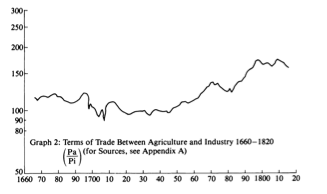 300
250
200
150
100
90
80
Graph 2: Terms of Trade Between Agriculture and Industry 1660–1820
(Pa/Pi) (for Sources, see Appendix A)
50
1660 70 80 90 1700 10 20 30 40 50 60 70 80 90 1800 10 20